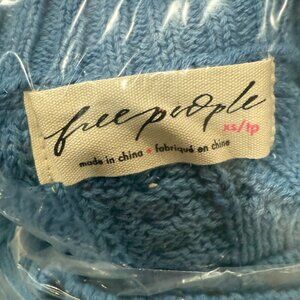 free people
xs/tp
made in china • fabriqué en chine